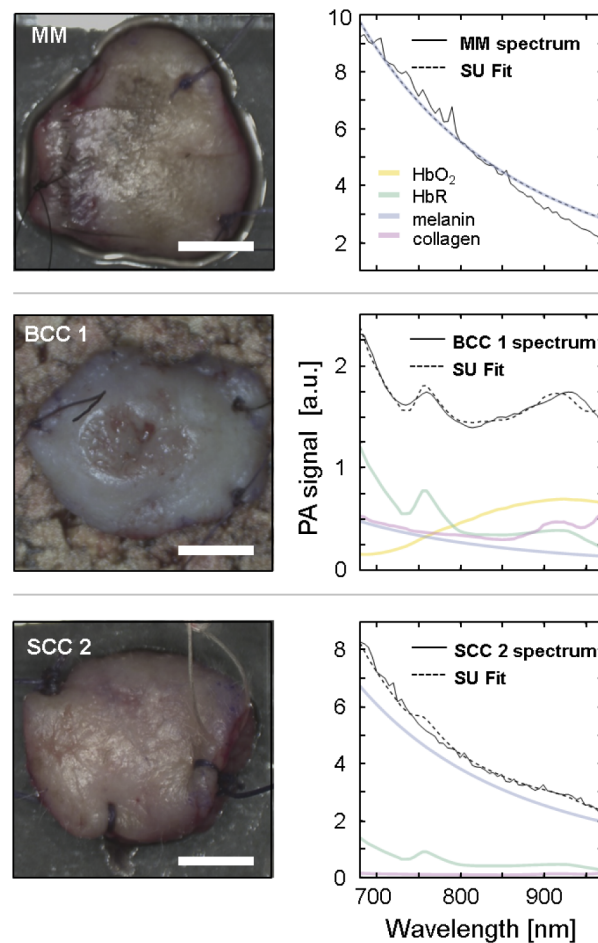 MM
10
8
6
4
2
MM spectrum
SU Fit
HbO₂
HbR
melanin
collagen
BCC 1
PA signal [a.u.]
2
1
0
BCC 1 spectrum
SU Fit
SCC 2
8
6
4
2
0
SCC 2 spectrum
SU Fit
700 800 900
Wavelength [nm]